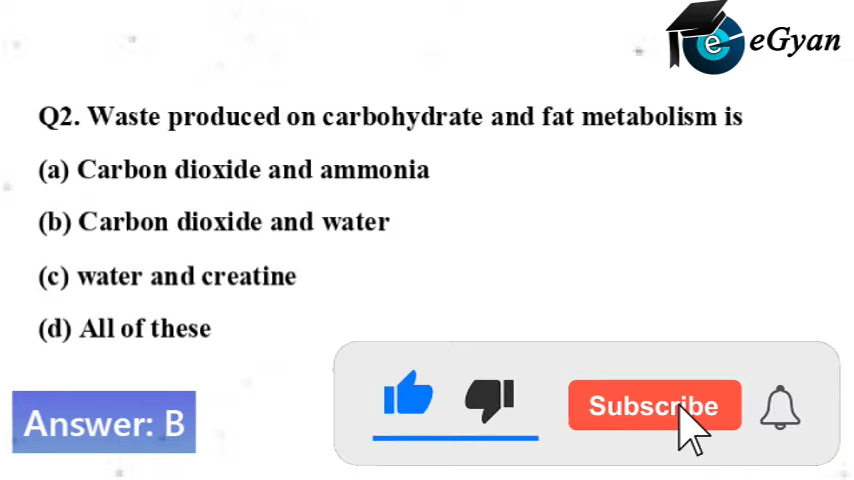 e eGyan
Q2. Waste produced on carbohydrate and fat metabolism is
(a) Carbon dioxide and ammonia
(b) Carbon dioxide and water
(c) water and creatine
(d) All of these
Answer: B
Subscribe